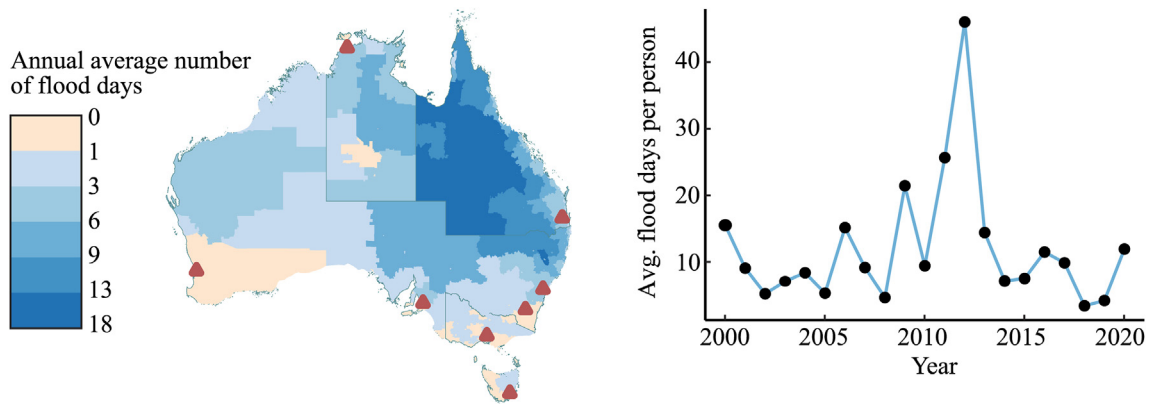 Annual average number
of flood days
0
1
3
6
9
13
18
Avg. flood days per person
40
30
20
10
2000 2005 2010 2015 2020
Year